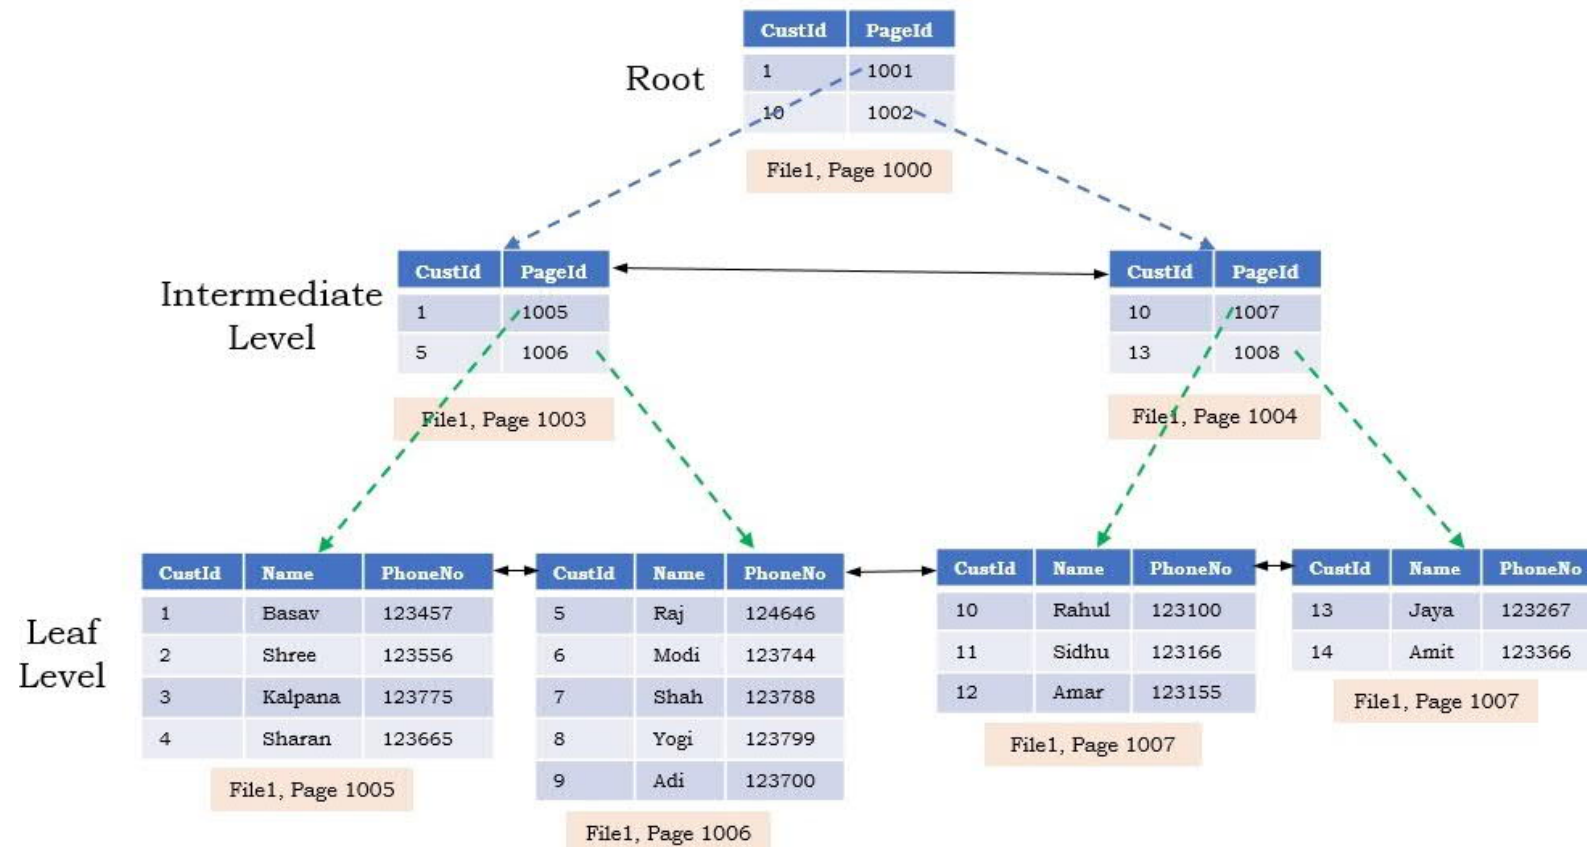 CustId PageId
1 1001
Root
10 1002
File1, Page 1000
CustId PageId
1 1005
5 1006
File1, Page 1003
Intermediate
Level
CustId PageId
10 1007
13 1008
File1, Page 1004
Leaf
Level
CustId Name PhoneNo
1 Basav 123457
2 Shree 123556
3 Kalpana 123775
4 Sharan 123665
File1, Page 1005
CustId Name PhoneNo
5 Raj 124646
6 Modi 123744
7 Shah 123788
8 Yogi 123799
9 Adi 123700
File1, Page 1006
CustId Name PhoneNo
10 Rahul 123100
11 Sidhu 123166
12 Amar 123155
File1, Page 1007
CustId Name PhoneNo
13 Jaya 123267
14 Amit 123366
File1, Page 1007